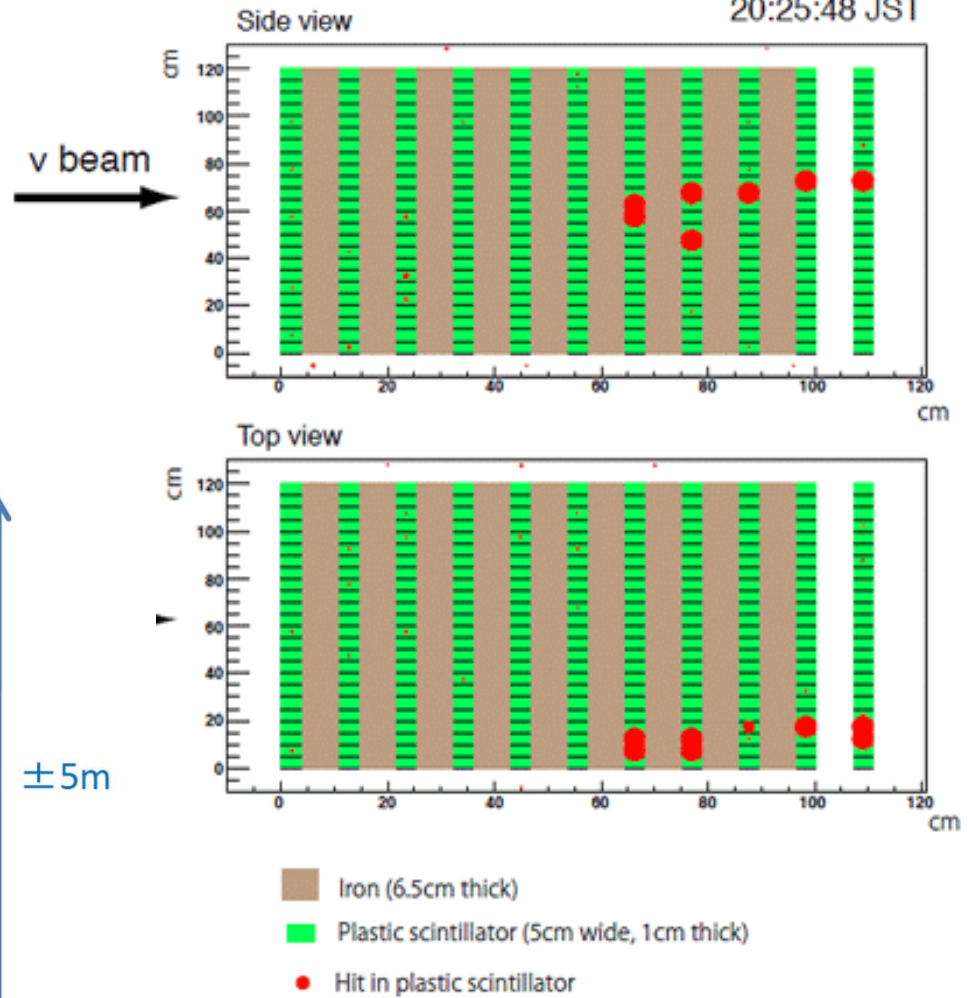 20:25:48 JST
Side view
cm
120
100
80
60
40
20
0
0 20 40 60 80 100 120
cm
ν beam
Top view
cm
120
100
80
60
40
20
0
0 20 40 60 80 100 120
cm
±5m
Iron (6.5cm thick)
Plastic scintillator (5cm wide, 1cm thick)
Hit in plastic scintillator